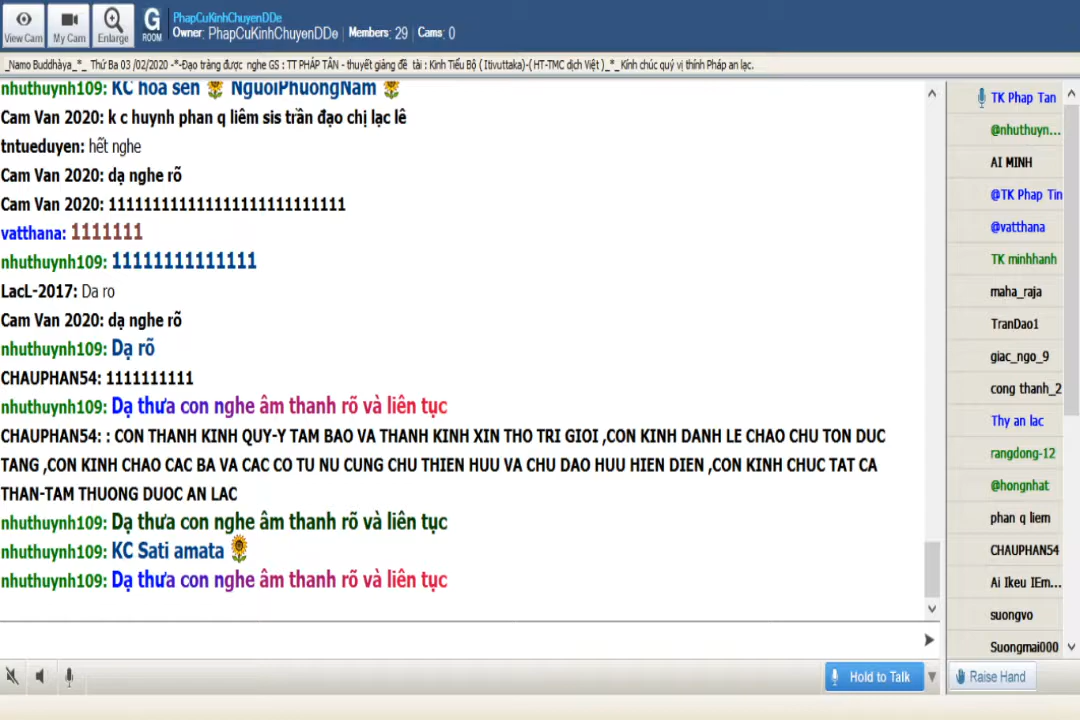 View Cam
My Cam
Enlarge
G
ROOM
PhapCuKinhChuyenDDe
Owner: PhapCuKinhChuyenDDe | Members: 29 | Cams: 0
_Namo Buddhàya_*_ Thứ Ba 03 /02/2020 -*-Đạo tràng được nghe GS : TT PHÁP TÂN - thuyết giảng đề tài : Kinh Tiểu Bộ ( Itivuttaka)-( HT-TMC dịch Việt )_*_Kính chúc quý vị thính Pháp an lạc.
nhuthuynh109: KC hoa sen 🌻 NguoiPhuongNam 🌻
Cam Van 2020: k c huynh phan q liêm sis trần đạo chị lạc lê
tntueduyen: hết nghe
Cam Van 2020: dạ nghe rõ
Cam Van 2020: 111111111111111111111111111
vatthana: 1111111
nhuthuynh109: 11111111111111
LacL-2017: Da ro
Cam Van 2020: dạ nghe rõ
nhuthuynh109: Dạ rõ
CHAUPHAN54: 1111111111
nhuthuynh109: Dạ thưa con nghe âm thanh rõ và liên tục
CHAUPHAN54: : CON THANH KINH QUY-Y TAM BAO VA THANH KINH XIN THO TRI GIOI ,CON KINH DANH LE CHAO CHU TON DUC
TANG ,CON KINH CHAO CAC BA VA CAC CO TU NU CUNG CHU THIEN HUU VA CHU DAO HUU HIEN DIEN ,CON KINH CHUC TAT CA
THAN-TAM THUONG DUOC AN LAC
nhuthuynh109: Dạ thưa con nghe âm thanh rõ và liên tục
nhuthuynh109: KC Sati amata 🌻
nhuthuynh109: Dạ thưa con nghe âm thanh rõ và liên tục
TK Phap Tan
@nhuthuyn...
AI MINH
@TK Phap Tin
@vatthana
TK minhhanh
maha_raja
TranDao1
giac_ngo_9
cong thanh_2
Thy an lac
rangdong-12
@hongnhat
phan q liem
CHAUPHAN54
Ai Ikeu IEm...
suongvo
Suongmai000
Hold to Talk
Raise Hand